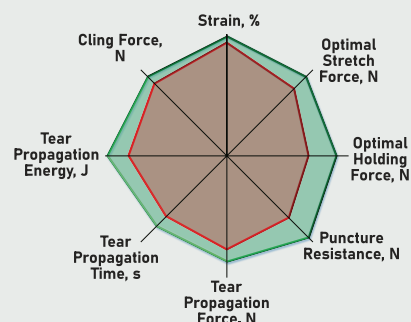 Strain, %
Cling Force,
N
Optimal
Stretch
Force, N
Tear
Propagation
Energy, J
Optimal
Holding
Force, N
Tear
Propagation
Time, s
Puncture
Resistance, N
Tear
Propagation
Force, N